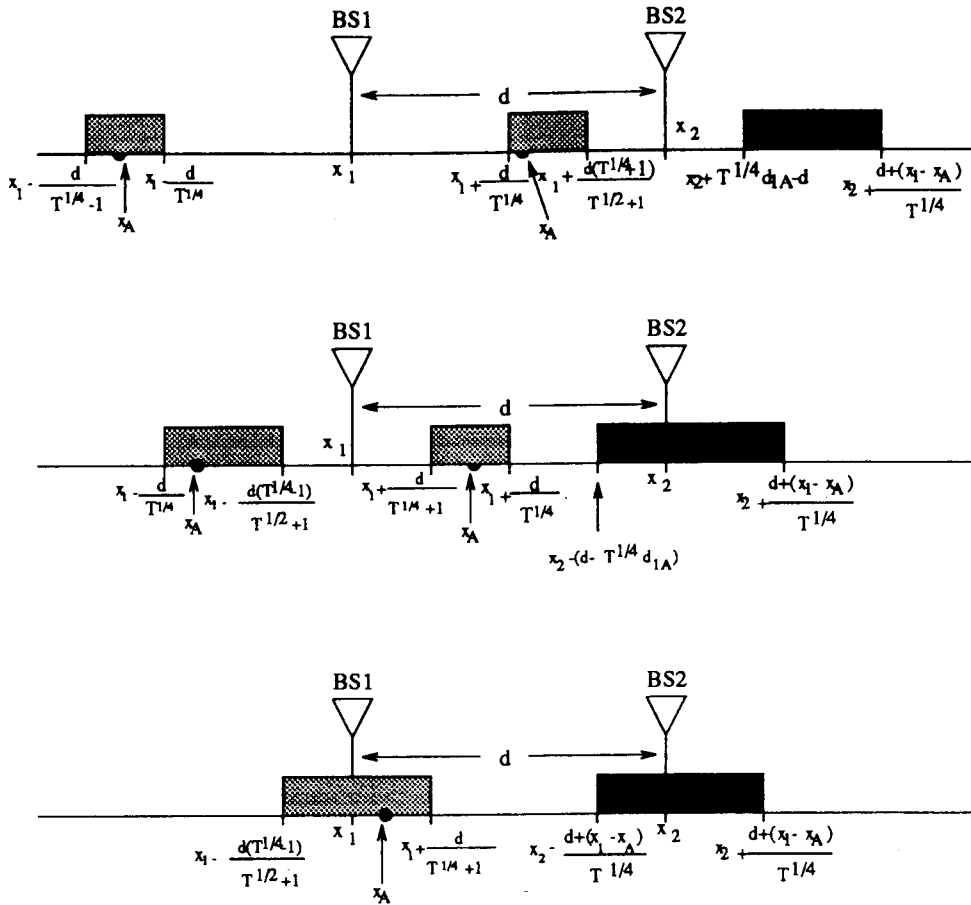 BS1 BS2
d
x₂
x₁ - d/(T^1/4 -1) x₁ - d/T^1/4 x₁ x₁ + d/T^1/4 x₁ + d(T^1/4+1)/(T^1/2+1) x₂ + T^1/4 d_1A - d x₂ + d+(x₁ - x_A)/T^1/4
x_A x_A
BS1 BS2
d
x₁
x₁ - d/T^1/4 x₁ - d(T^1/4-1)/(T^1/2+1) x₁ + d/(T^1/4+1) x₁ + d/T^1/4 x₂ x₂ + d+(x₁ - x_A)/T^1/4
x_A x_A
x₂ -(d- T^1/4 d_1A)
BS1 BS2
d
x₁ - d(T^1/4-1)/(T^1/2+1) x₁ x₁ + d/(T^1/4+1) x₂ - d+(x₁ - x_A)/T^1/4 x₂ x₂ + d+(x₁ - x_A)/T^1/4
x_A